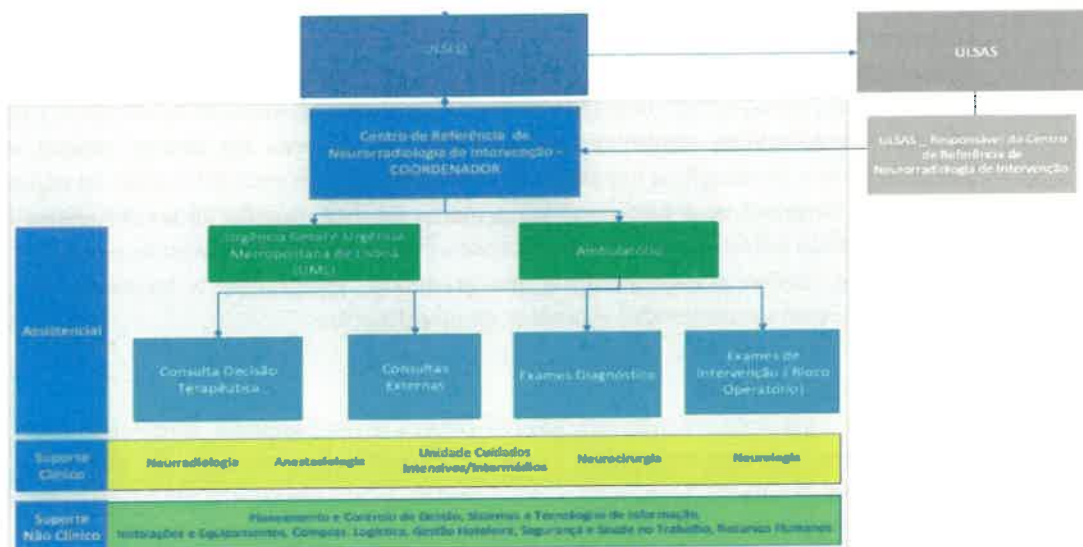 ULSAS
Centro de Referência de
Neurorradiologia de Intervenção –
COORDENADOR
ULSAS _ Responsável da Centro
de Referência de
Neurorradiologia de Intervenção
Urgência Geral e Urgência
Metropolitana de Lisboa
(UML)
Ambulatório
Assistencial
Consulta Decisão
Terapêutica
Consultas
Externas
Exames Diagnóstico
Exames de
Intervenção ( Bloco
Operatório)
Suporte
Clínico
Neurradiologia
Anestesiologia
Unidade Cuidados
Intensivos/Intermédios
Neurocirurgia
Neurologia
Suporte
Não Clínico
Planeamento e Controlo de Decisão, Sistemas e Tecnologias de Informação,
Instalações e Equipamentos, Compras, Logística, Gestão Hoteleira, Segurança e Saúde no Trabalho, Recursos Humanos